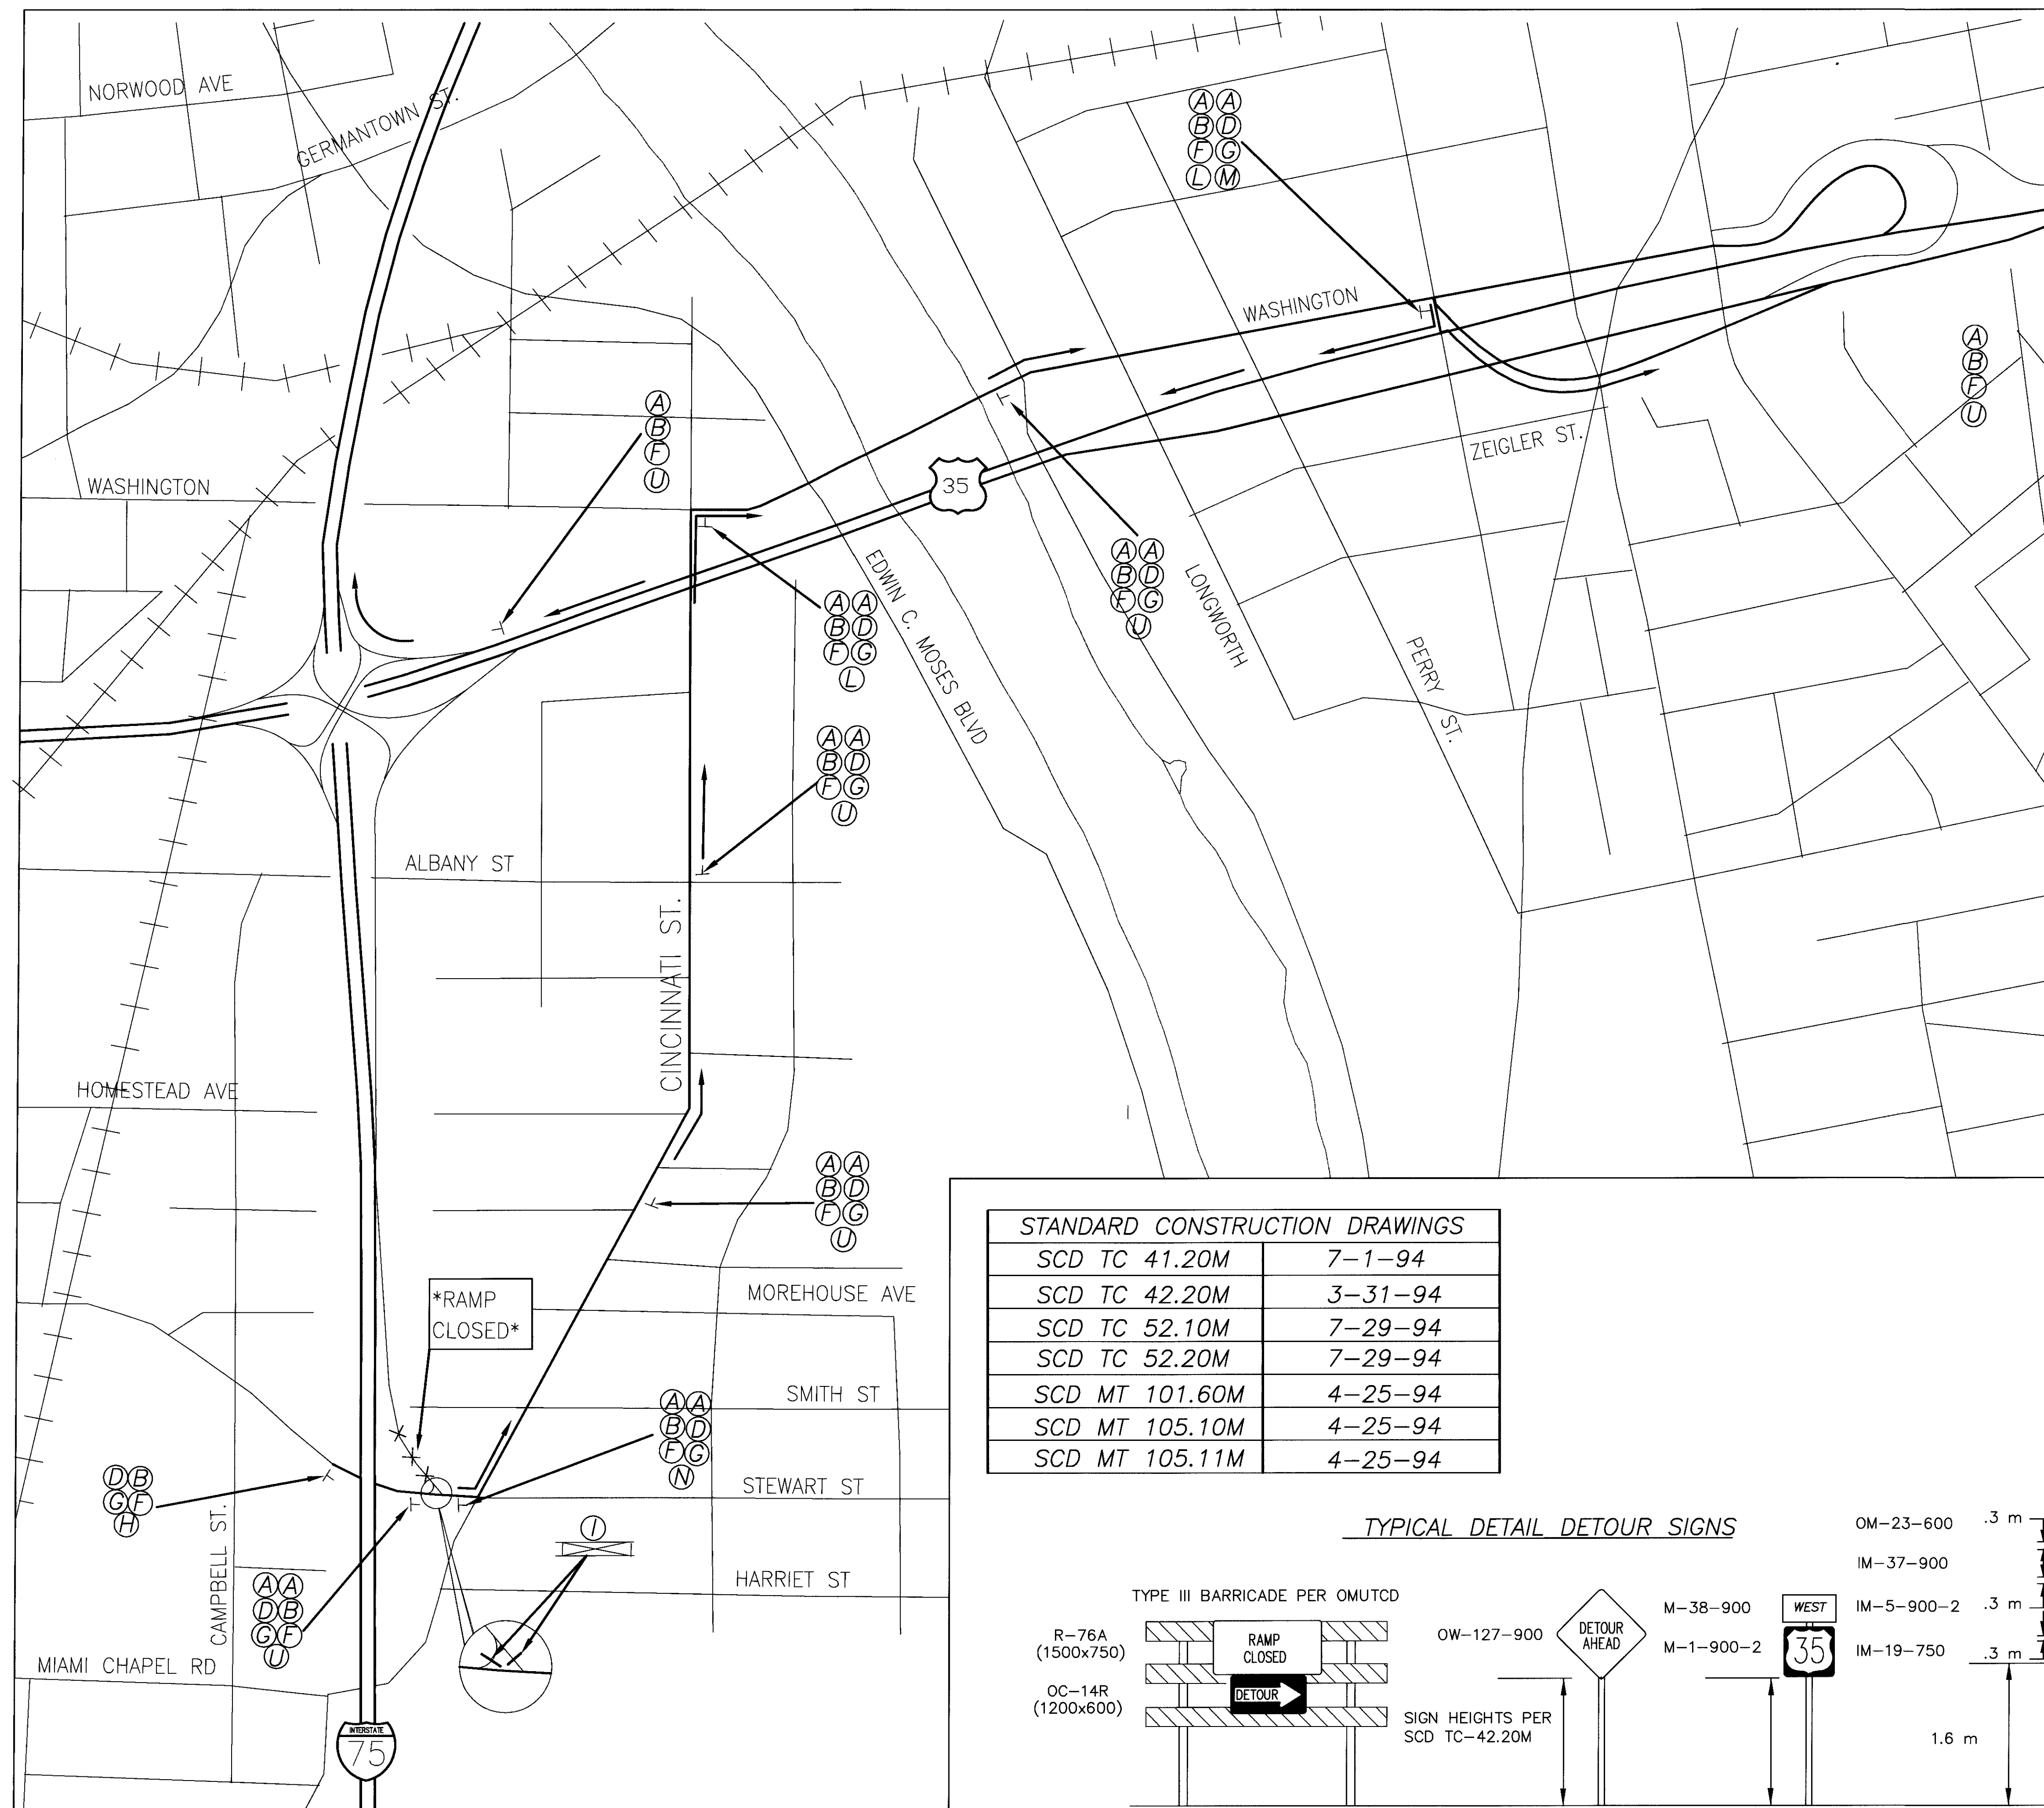 NORWOOD AVE
GERMANTOWN ST.
A A
B D
F G
L M
WASHINGTON
A
B
F
U
A
B
F
U
ZEIGLER ST.
WASHINGTON
35
EDWIN C. MOSES BLVD
A A
B D
F G
U
LONGWORTH
A A
B D
F G
L
PERRY ST.
A A
B D
F G
U
ALBANY ST
CINCINNATI ST.
HOMESTEAD AVE
A A
B D
F G
U
*RAMP
CLOSED*
MOREHOUSE AVE
SMITH ST
A A
B D
F G
N
D B
G F
H
STEWART ST
CAMPBELL ST.
I
HARRIET ST
A A
D B
G F
U
MIAMI CHAPEL RD
INTERSTATE
75
STANDARD CONSTRUCTION DRAWINGS
SCD TC 41.20M 7-1-94
SCD TC 42.20M 3-31-94
SCD TC 52.10M 7-29-94
SCD TC 52.20M 7-29-94
SCD MT 101.60M 4-25-94
SCD MT 105.10M 4-25-94
SCD MT 105.11M 4-25-94
TYPICAL DETAIL DETOUR SIGNS
TYPE III BARRICADE PER OMUTCD
R-76A
(1500x750)
RAMP
CLOSED
OC-14R
(1200x600)
DETOUR
OW-127-900
DETOUR
AHEAD
SIGN HEIGHTS PER
SCD TC-42.20M
M-38-900
WEST
M-1-900-2
35
OM-23-600 .3 m
IM-37-900
IM-5-900-2 .3 m
IM-19-750 .3 m
1.6 m